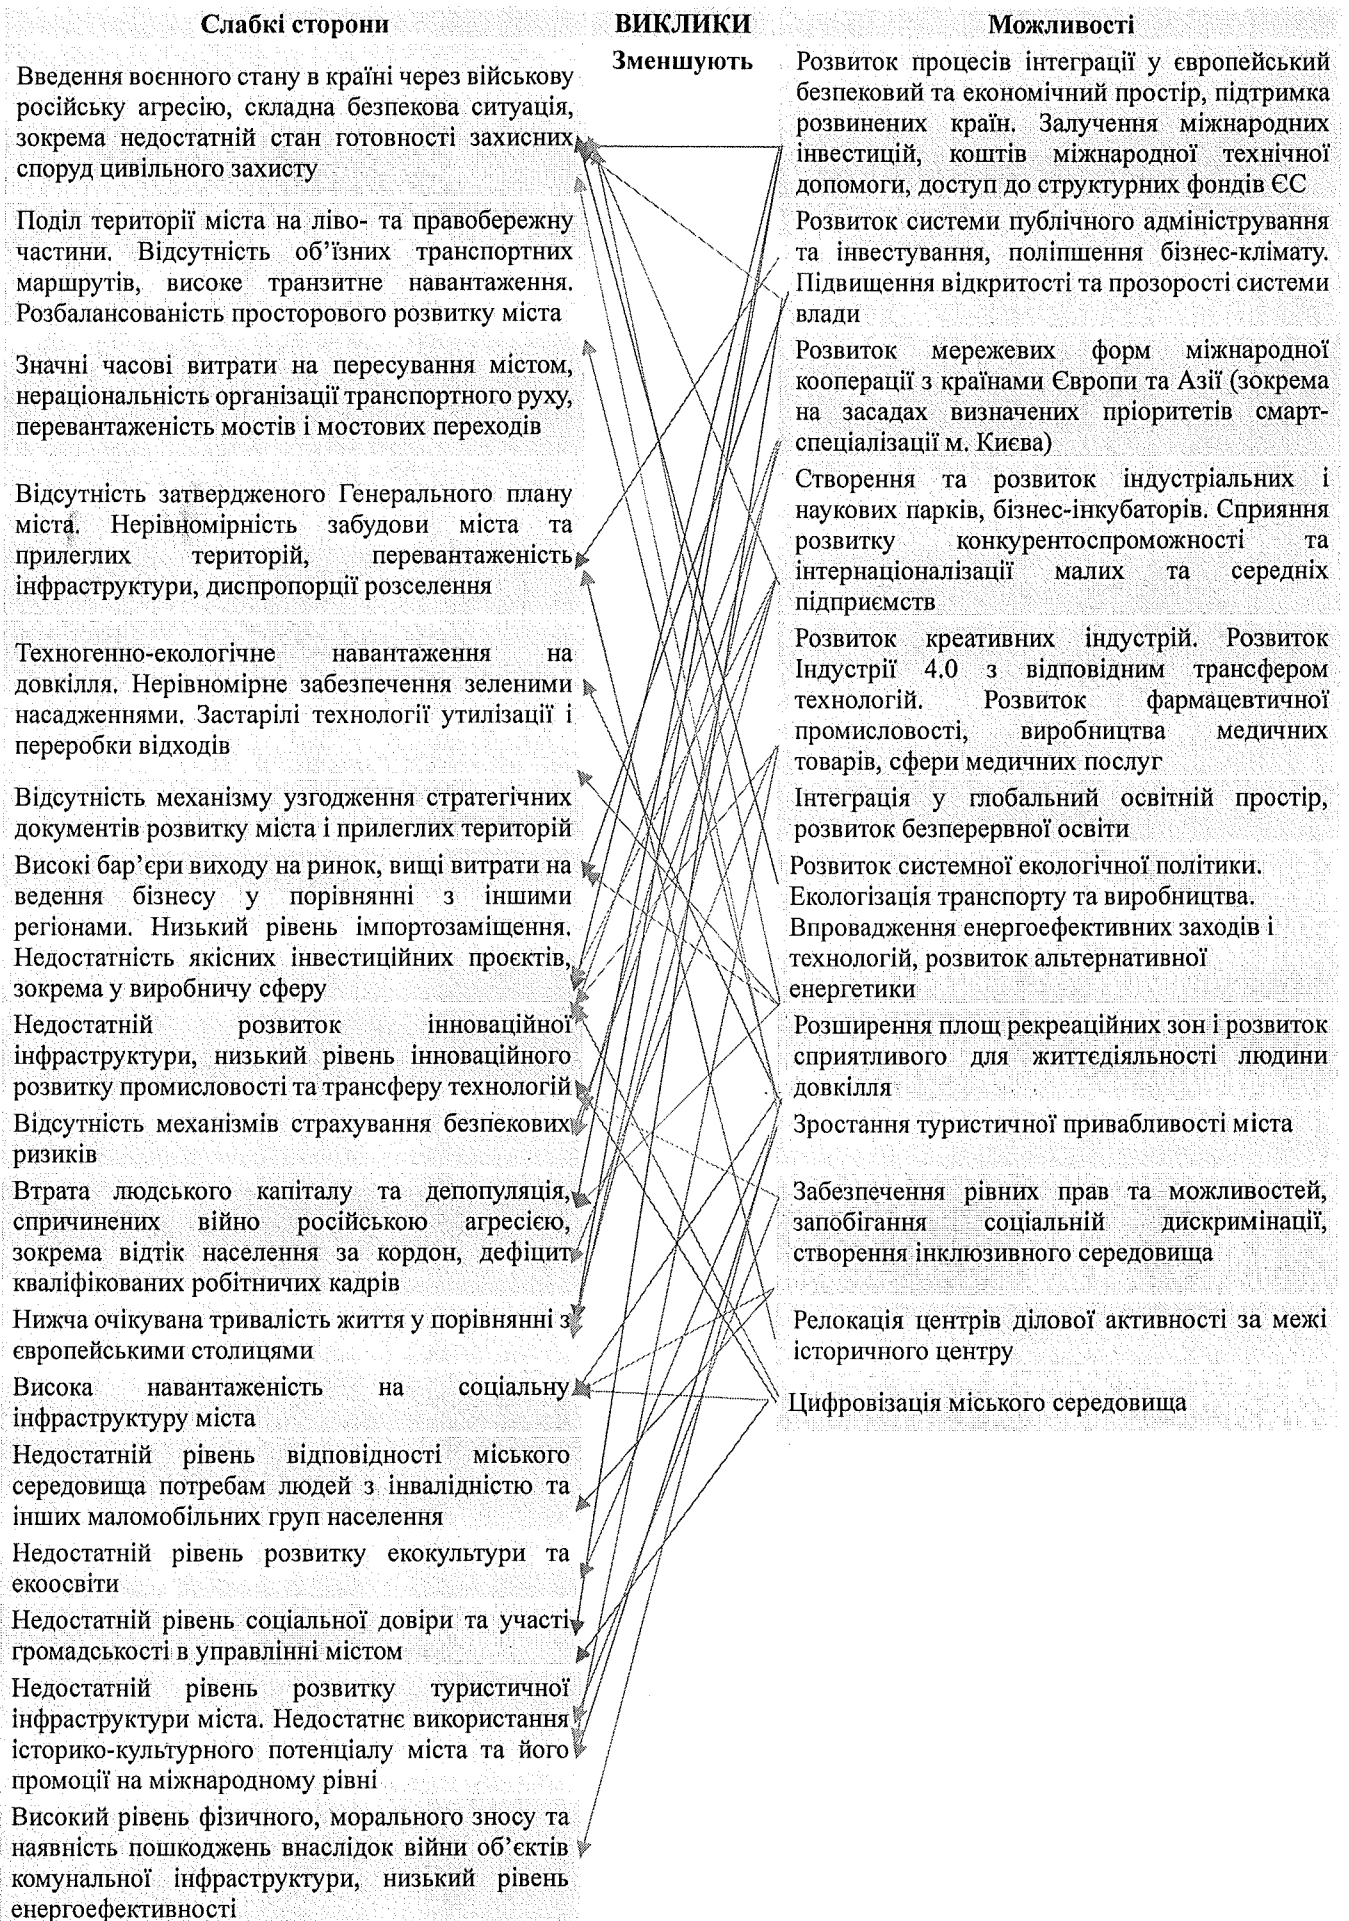 Слабкі сторони
Введення воєнного стану в країні через військову
російську агресію, складна безпекова ситуація,
зокрема недостатній стан готовності захисних
споруд цивільного захисту
Поділ території міста на ліво- та правобережну
частини. Відсутність об’їзних транспортних
маршрутів, високе транзитне навантаження.
Розбалансованість просторового розвитку міста
Значні часові витрати на пересування містом,
нераціональність організації транспортного руху,
перевантаженість мостів і мостових переходів
Відсутність затвердженого Генерального плану
міста. Нерівномірність забудови міста та
прилеглих територій, перевантаженість
інфраструктури, диспропорції розселення
Техногенно-екологічне навантаження на
довкілля. Нерівномірне забезпечення зеленими
насадженнями. Застарілі технології утилізації і
переробки відходів
Відсутність механізму узгодження стратегічних
документів розвитку міста і прилеглих територій
Високі бар’єри виходу на ринок, вищі витрати на
ведення бізнесу у порівнянні з іншими
регіонами. Низький рівень імпортозаміщення.
Недостатність якісних інвестиційних проєктів,
зокрема у виробничу сферу
Недостатній розвиток інноваційної
інфраструктури, низький рівень інноваційного
розвитку промисловості та трансферу технологій
Відсутність механізмів страхування безпекових
ризиків
Втрата людського капіталу та депопуляція,
спричинених війно російською агресією,
зокрема відтік населення за кордон, дефіцит
кваліфікованих робітничих кадрів
Нижча очікувана тривалість життя у порівнянні з
європейськими столицями
Висока навантаженість на соціальну
інфраструктуру міста
Недостатній рівень відповідності міського
середовища потребам людей з інвалідністю та
інших маломобільних груп населення
Недостатній рівень розвитку екокультури та
екоосвіти
Недостатній рівень соціальної довіри та участі
громадськості в управлінні містом
Недостатній рівень розвитку туристичної
інфраструктури міста. Недостатнє використання
історико-культурного потенціалу міста та його
промоції на міжнародному рівні
Високий рівень фізичного, морального зносу та
наявність пошкоджень внаслідок війни об’єктів
комунальної інфраструктури, низький рівень
енергоефективності
ВИКЛИКИ
Зменшують
Можливості
Розвиток процесів інтеграції у європейський
безпековий та економічний простір, підтримка
розвинених країн. Залучення міжнародних
інвестицій, коштів міжнародної технічної
допомоги, доступ до структурних фондів ЄС
Розвиток системи публічного адміністрування
та інвестування, поліпшення бізнес-клімату.
Підвищення відкритості та прозорості системи
влади
Розвиток мережевих форм міжнародної
кооперації з країнами Європи та Азії (зокрема
на засадах визначених пріоритетів смарт-
спеціалізації м. Києва)
Створення та розвиток індустріальних і
наукових парків, бізнес-інкубаторів. Сприяння
розвитку конкурентоспроможності та
інтернаціоналізації малих та середніх
підприємств
Розвиток креативних індустрій. Розвиток
Індустрії 4.0 з відповідним трансфером
технологій. Розвиток фармацевтичної
промисловості, виробництва медичних
товарів, сфери медичних послуг
Інтеграція у глобальний освітній простір,
розвиток безперервної освіти
Розвиток системної екологічної політики.
Екологізація транспорту та виробництва.
Впровадження енергоефективних заходів і
технологій, розвиток альтернативної
енергетики
Розширення площ рекреаційних зон і розвиток
сприятливого для життєдіяльності людини
довкілля
Зростання туристичної привабливості міста
Забезпечення рівних прав та можливостей,
запобігання соціальній дискримінації,
створення інклюзивного середовища
Релокація центрів ділової активності за межі
історичного центру
Цифровізація міського середовища